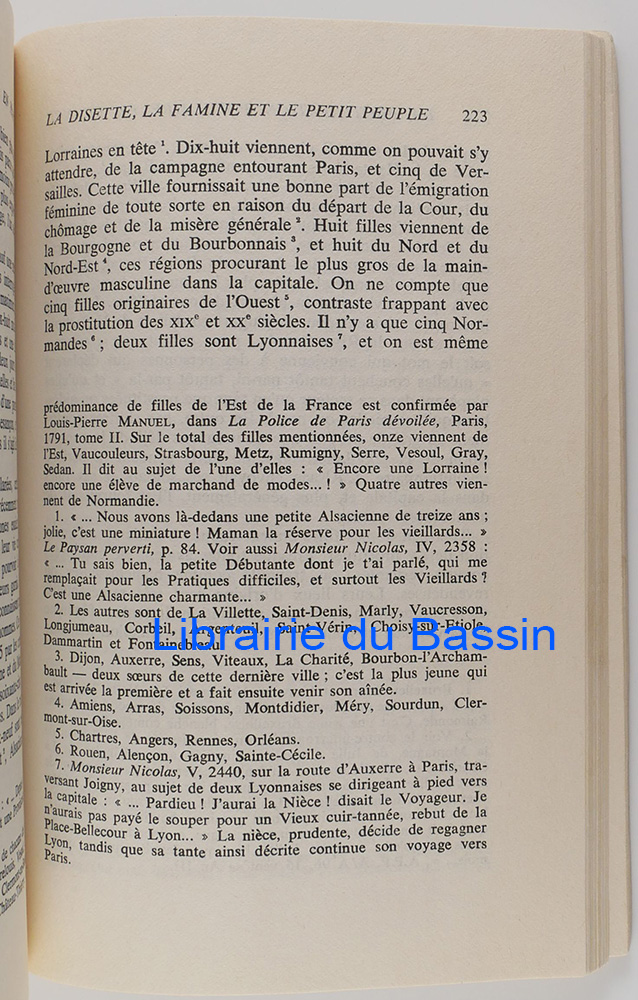 LA DISETTE, LA FAMINE ET LE PETIT PEUPLE 223
Lorraines en tête ¹. Dix-huit viennent, comme on pouvait s'y
attendre, de la campagne entourant Paris, et cinq de Ver-
sailles. Cette ville fournissait une bonne part de l'émigration
féminine de toute sorte en raison du départ de la Cour, du
chômage et de la misère générale ². Huit filles viennent de
la Bourgogne et du Bourbonnais ³, et huit du Nord et du
Nord-Est ⁴, ces régions procurant le plus gros de la main-
d'œuvre masculine dans la capitale. On ne compte que
cinq filles originaires de l'Ouest ⁵, contraste frappant avec
la prostitution des XIXᵉ et XXᵉ siècles. Il n'y a que cinq Nor-
mandes ⁶ ; deux filles sont Lyonnaises ⁷, et on est même
prédominance de filles de l'Est de la France est confirmée par
Louis-Pierre MANUEL, dans La Police de Paris dévoilée, Paris,
1791, tome II. Sur le total des filles mentionnées, onze viennent de
l'Est, Vaucouleurs, Strasbourg, Metz, Rumigny, Serre, Vesoul, Gray,
Sedan. Il dit au sujet de l'une d'elles : « Encore une Lorraine !
encore une élève de marchand de modes... ! » Quatre autres vien-
nent de Normandie.
1. « ... Nous avons là-dedans une petite Alsacienne de treize ans ;
jolie, c'est une miniature ! Maman la réserve pour les vieillards... »
Le Paysan perverti, p. 84. Voir aussi Monsieur Nicolas, IV, 2358 :
« ... Tu sais bien, la petite Débutante dont je t'ai parlé, qui me
remplaçait pour les Pratiques difficiles, et surtout les Vieillards ?
C'est une Alsacienne charmante... »
2. Les autres sont de La Villette, Saint-Denis, Marly, Vaucresson,
Longjumeau, Corbeil, Argenteuil, Saint-Vérin, Choisy-sur-Etiole,
Dammartin et Fontainebleau.
Librairie du Bassin
3. Dijon, Auxerre, Sens, Viteaux, La Charité, Bourbon-l'Archam-
bault — deux sœurs de cette dernière ville ; c'est la plus jeune qui
est arrivée la première et a fait ensuite venir son aînée.
4. Amiens, Arras, Soissons, Montdidier, Méry, Sourdun, Cler-
mont-sur-Oise.
5. Chartres, Angers, Rennes, Orléans.
6. Rouen, Alençon, Gagny, Sainte-Cécile.
7. Monsieur Nicolas, V, 2440, sur la route d'Auxerre à Paris, tra-
versant Joigny, au sujet de deux Lyonnaises se dirigeant à pied vers
la capitale : « ... Pardieu ! J'aurai la Nièce ! disait le Voyageur. Je
n'aurais pas payé le souper pour un Vieux cuir-tannée, rebut de la
Place-Bellecour à Lyon... » La nièce, prudente, décide de regagner
Lyon, tandis que sa tante ainsi décrite continue son voyage vers
Paris.